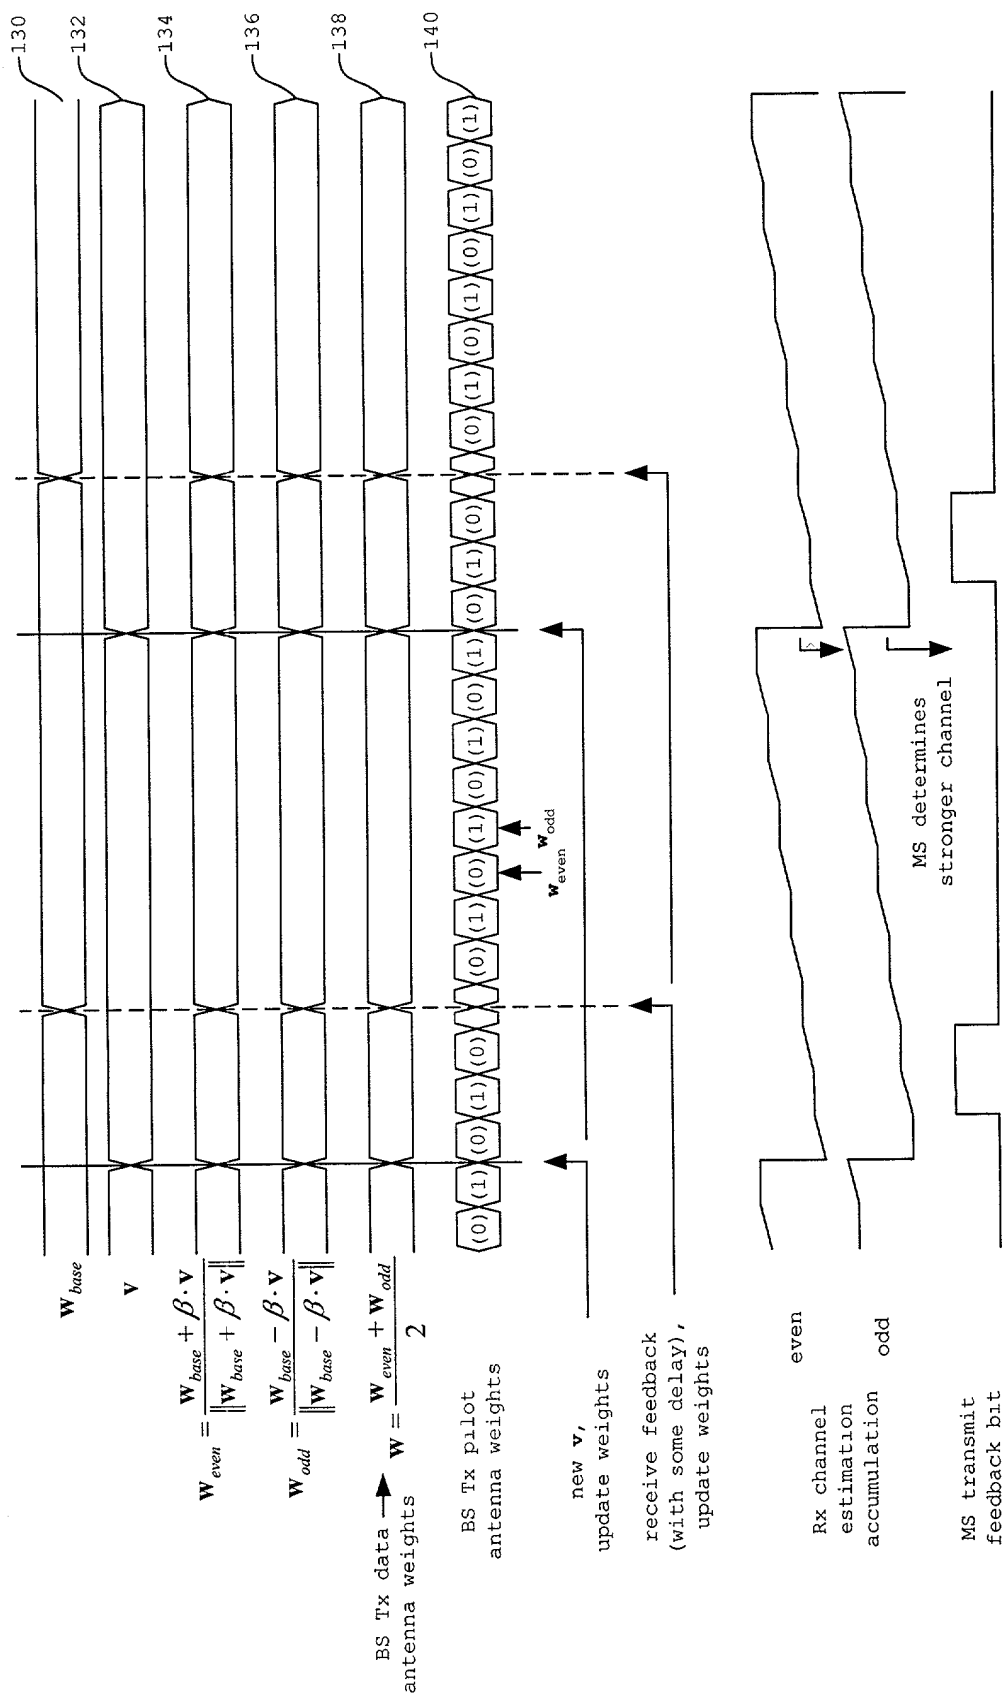 130
132
134
136
138
140
w_base
v
w_even = (w_base + β · v) / ‖w_base + β · v‖
w_odd = (w_base − β · v) / ‖w_base − β · v‖
BS Tx data
antenna weights
w = (w_even + w_odd) / 2
BS Tx pilot
antenna weights
(0) (1) (0) (1) (0) (0) (1) (0) (1) (0) (1) (0) (1) (0) (1) (0) (0) (1) (0) (1) (0) (1) (0) (1)
w_even
w_odd
new v,
update weights
receive feedback
(with some delay),
update weights
Rx channel
estimation
accumulation
even
odd
>
MS determines
stronger channel
MS transmit
feedback bit